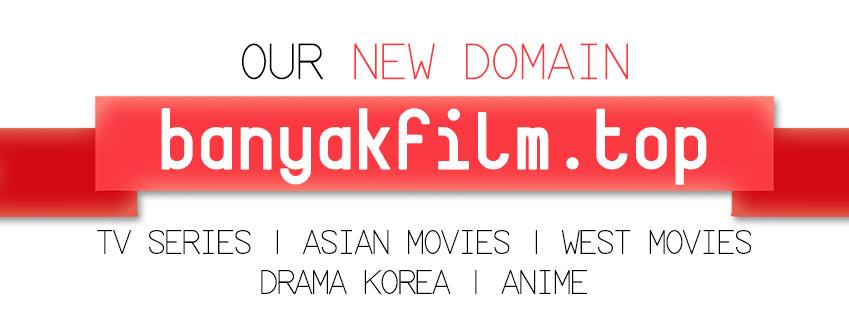 OUR NEW DOMAIN
banyakfilm.top
TV SERIES | ASIAN MOVIES | WEST MOVIES
DRAMA KOREA | ANIME